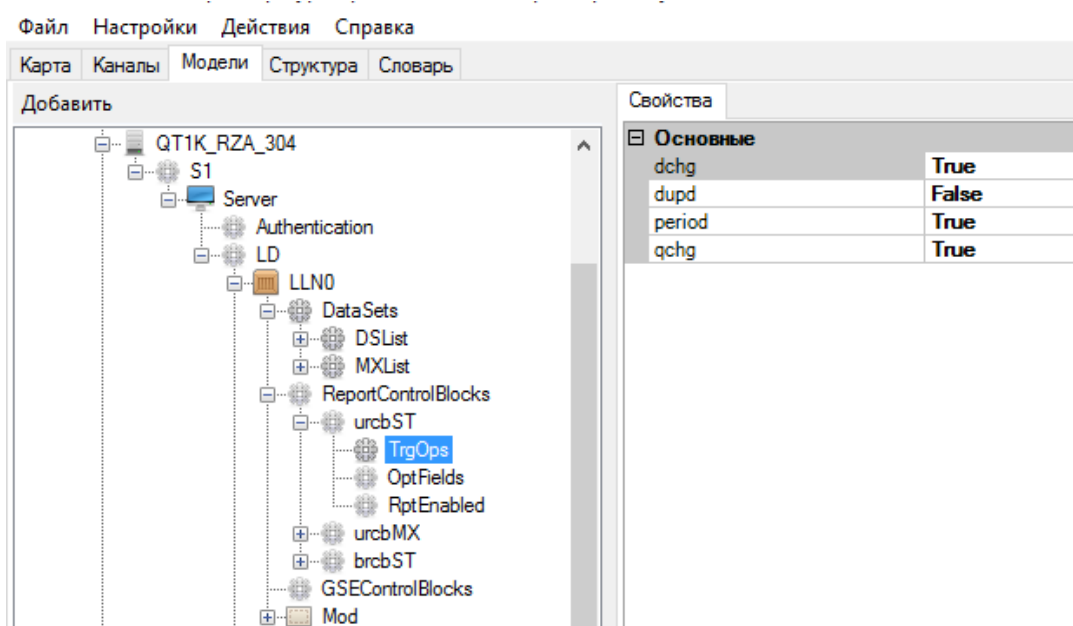 Файл Настройки Действия Справка
Карта Каналы Модели Структура Словарь
Добавить
Свойства
QT1K_RZA_304
S1
Server
Authentication
LD
LLN0
DataSets
DSList
MXList
ReportControlBlocks
urcbST
TrgOps
OptFields
RptEnabled
urcbMX
brcbST
GSEControlBlocks
Mod
Основные
dchg True
dupd False
period True
qchg True